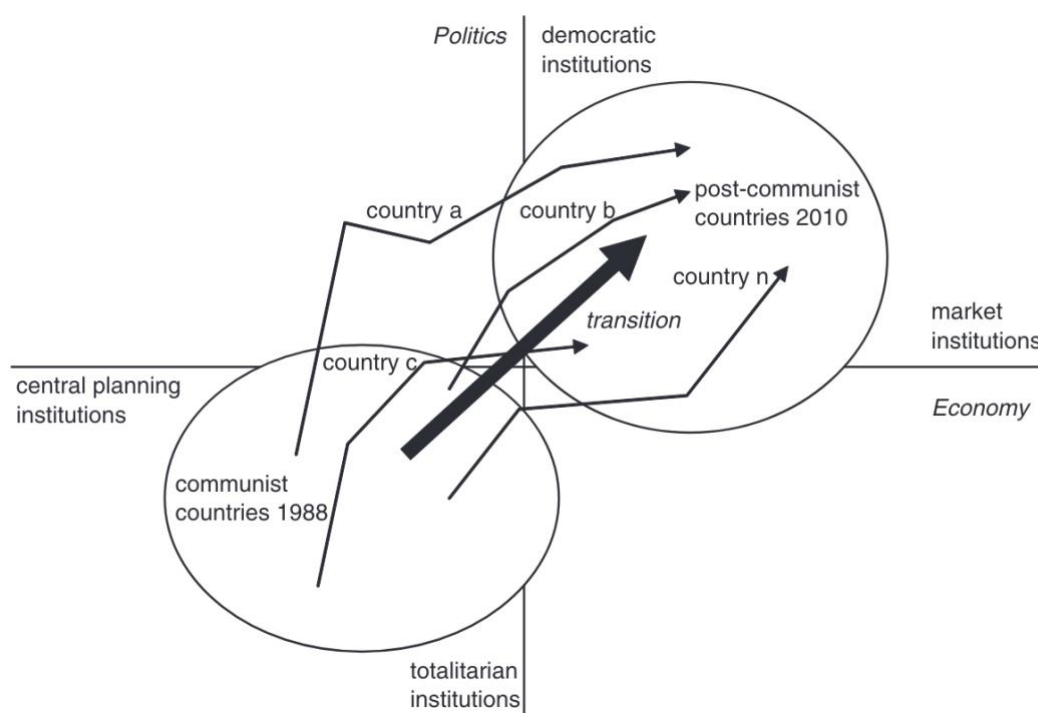 Politics
democratic
institutions
country a
country b
post-communist
countries 2010
country n
transition
market
institutions
country c
central planning
institutions
Economy
communist
countries 1988
totalitarian
institutions